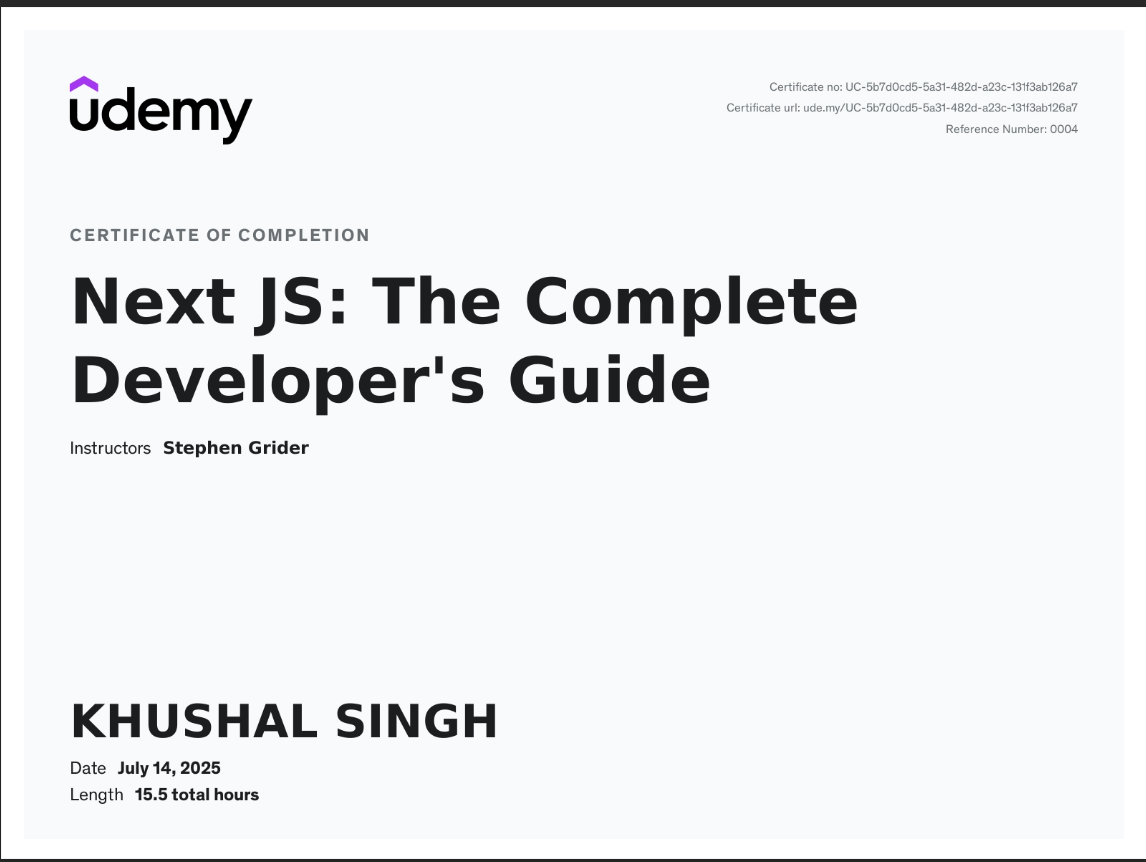 udemy
Certificate no: UC-5b7d0cd5-5a31-482d-a23c-131f3ab126a7
Certificate url: ude.my/UC-5b7d0cd5-5a31-482d-a23c-131f3ab126a7
Reference Number: 0004
CERTIFICATE OF COMPLETION
Next JS: The Complete
Developer's Guide
Instructors Stephen Grider
KHUSHAL SINGH
Date July 14, 2025
Length 15.5 total hours